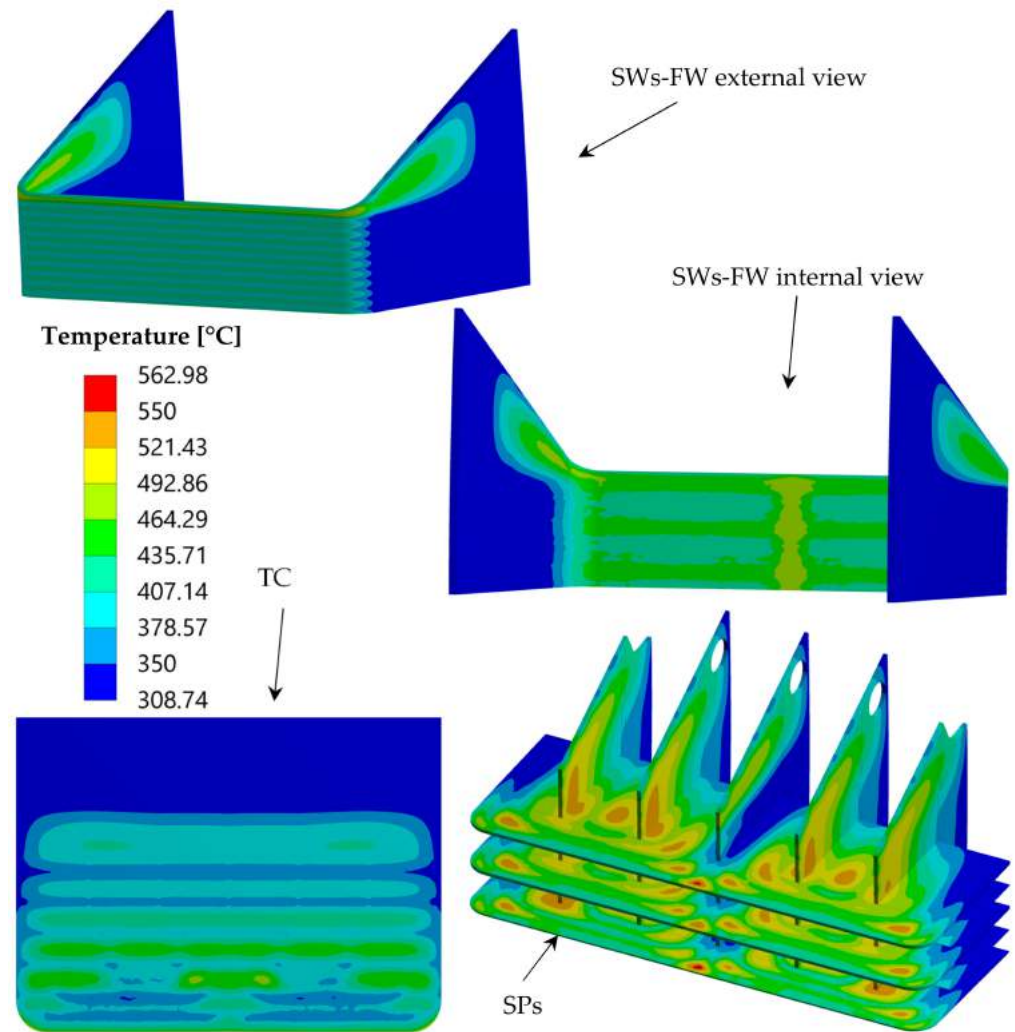 SWs-FW external view
SWs-FW internal view
Temperature [°C]
562.98
550
521.43
492.86
464.29
435.71
407.14
378.57
350
308.74
TC
SPs